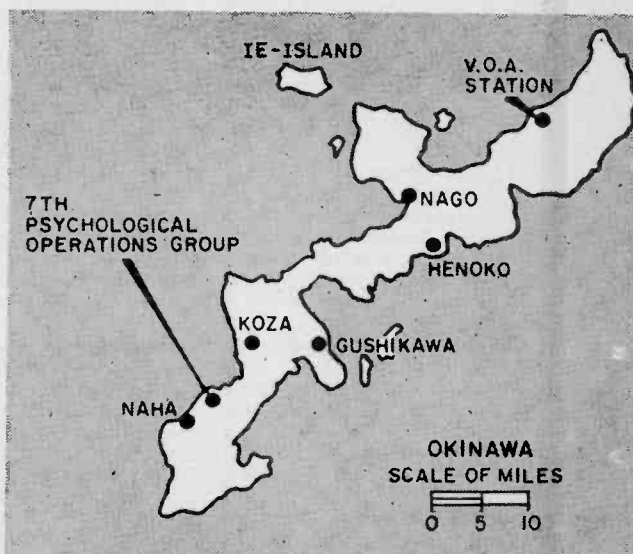 IE-ISLAND
V.O.A.
STATION
7TH
PSYCHOLOGICAL
OPERATIONS GROUP
NAGO
HENOKO
KOZA
GUSHIKAWA
NAHA
OKINAWA
SCALE OF MILES
0 5 10